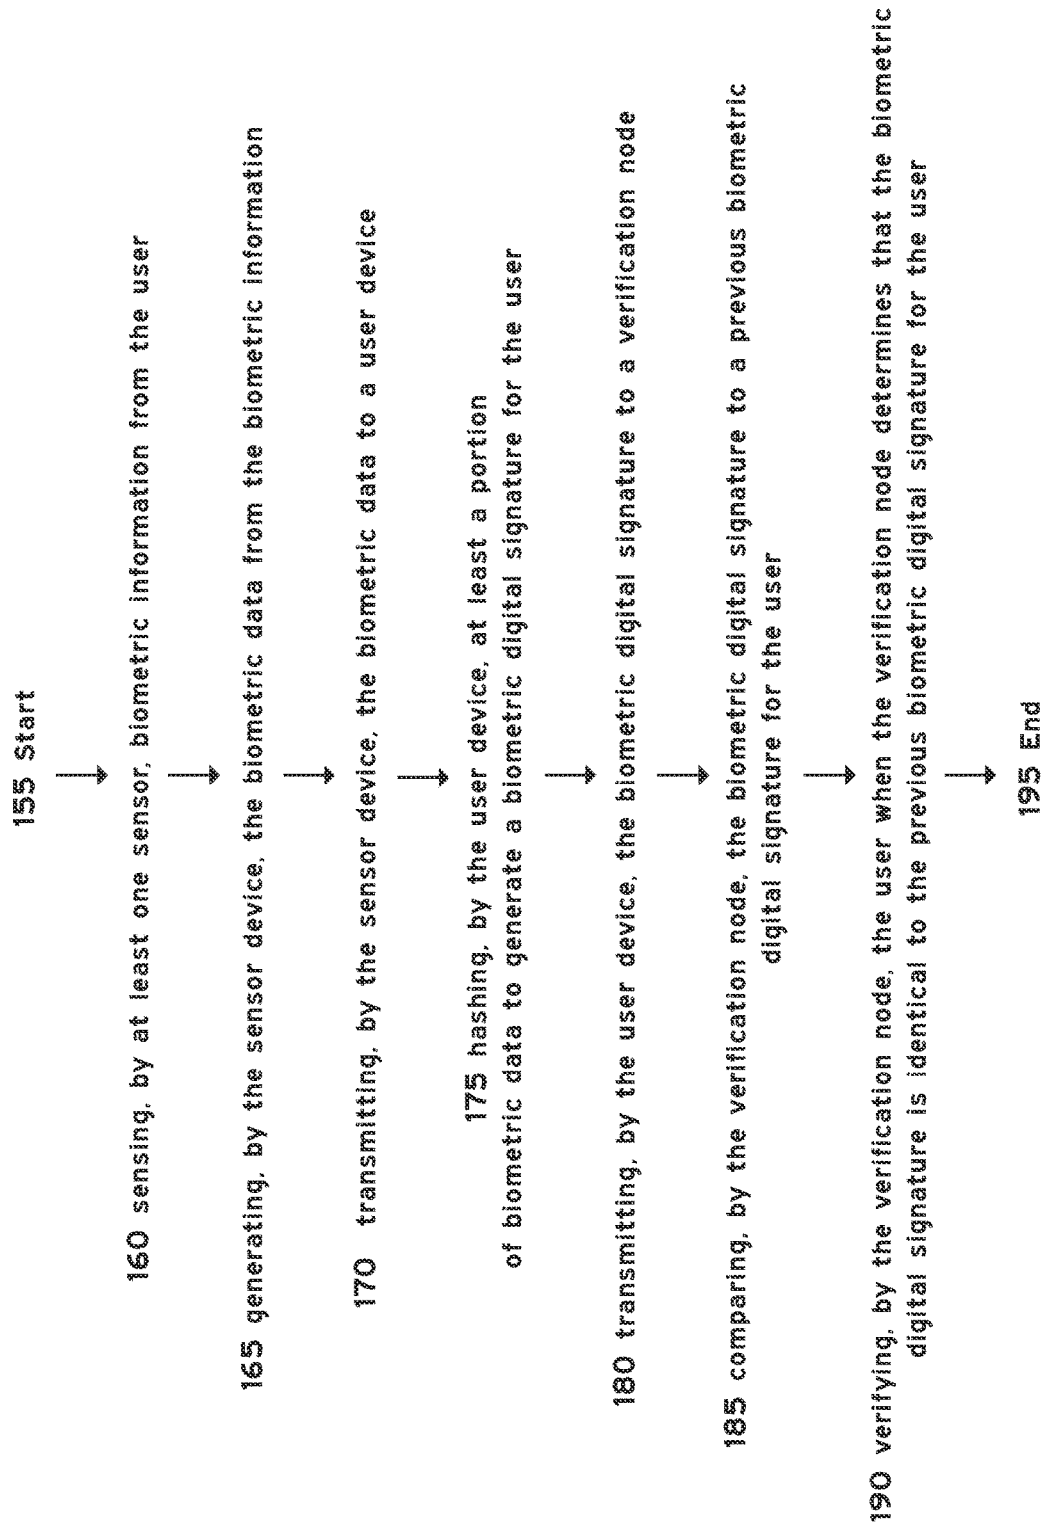 155 Start
160 sensing, by at least one sensor, biometric information from the user
165 generating, by the sensor device, the biometric data from the biometric information
170 transmitting, by the sensor device, the biometric data to a user device
175 hashing, by the user device, at least a portion
of biometric data to generate a biometric digital signature for the user
180 transmitting, by the user device, the biometric digital signature to a verification node
185 comparing, by the verification node, the biometric digital signature to a previous biometric
digital signature for the user
190 verifying, by the verification node, the user when the verification node determines that the biometric
digital signature is identical to the previous biometric digital signature for the user
195 End